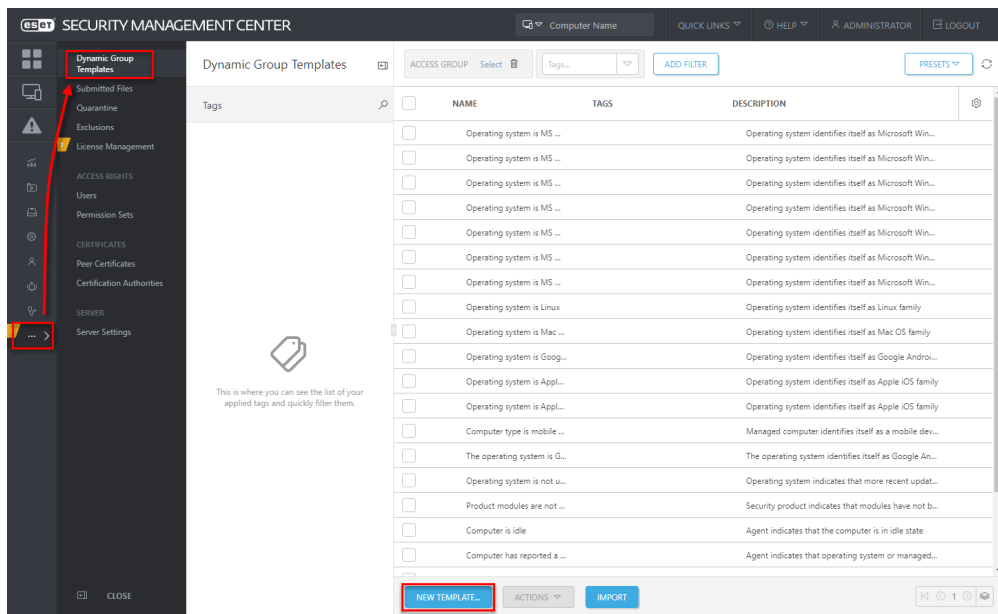 eset SECURITY MANAGEMENT CENTER
Computer Name
QUICK LINKS
HELP
ADMINISTRATOR
LOGOUT
Dynamic Group
Templates
Submitted Files
Quarantine
Exclusions
License Management
ACCESS RIGHTS
Users
Permission Sets
CERTIFICATES
Peer Certificates
Certification Authorities
SERVER
Server Settings
CLOSE
Dynamic Group Templates
Tags
This is where you can see the list of your
applied tags and quickly filter them.
ACCESS GROUP Select
Tags...
ADD FILTER
PRESETS
NAME TAGS DESCRIPTION
Operating system is MS ... Operating system identifies itself as Microsoft Win...
Operating system is MS ... Operating system identifies itself as Microsoft Win...
Operating system is MS ... Operating system identifies itself as Microsoft Win...
Operating system is MS ... Operating system identifies itself as Microsoft Win...
Operating system is MS ... Operating system identifies itself as Microsoft Win...
Operating system is MS ... Operating system identifies itself as Microsoft Win...
Operating system is MS ... Operating system identifies itself as Microsoft Win...
Operating system is Linux Operating system identifies itself as Linux family
Operating system is Mac ... Operating system identifies itself as Mac OS family
Operating system is Goog... Operating system identifies itself as Google Androi...
Operating system is Appl... Operating system identifies itself as Apple iOS family
Operating system is Appl... Operating system identifies itself as Apple iOS family
Computer type is mobile ... Managed computer identifies itself as a mobile dev...
The operating system is G... The operating system identifies itself as Google An...
Operating system is not u... Operating system indicates that more recent updat...
Product modules are not ... Security product indicates that modules have not b...
Computer is idle Agent indicates that the computer is in idle state
Computer has reported a ... Agent indicates that operating system or managed...
NEW TEMPLATE...
ACTIONS
IMPORT
1